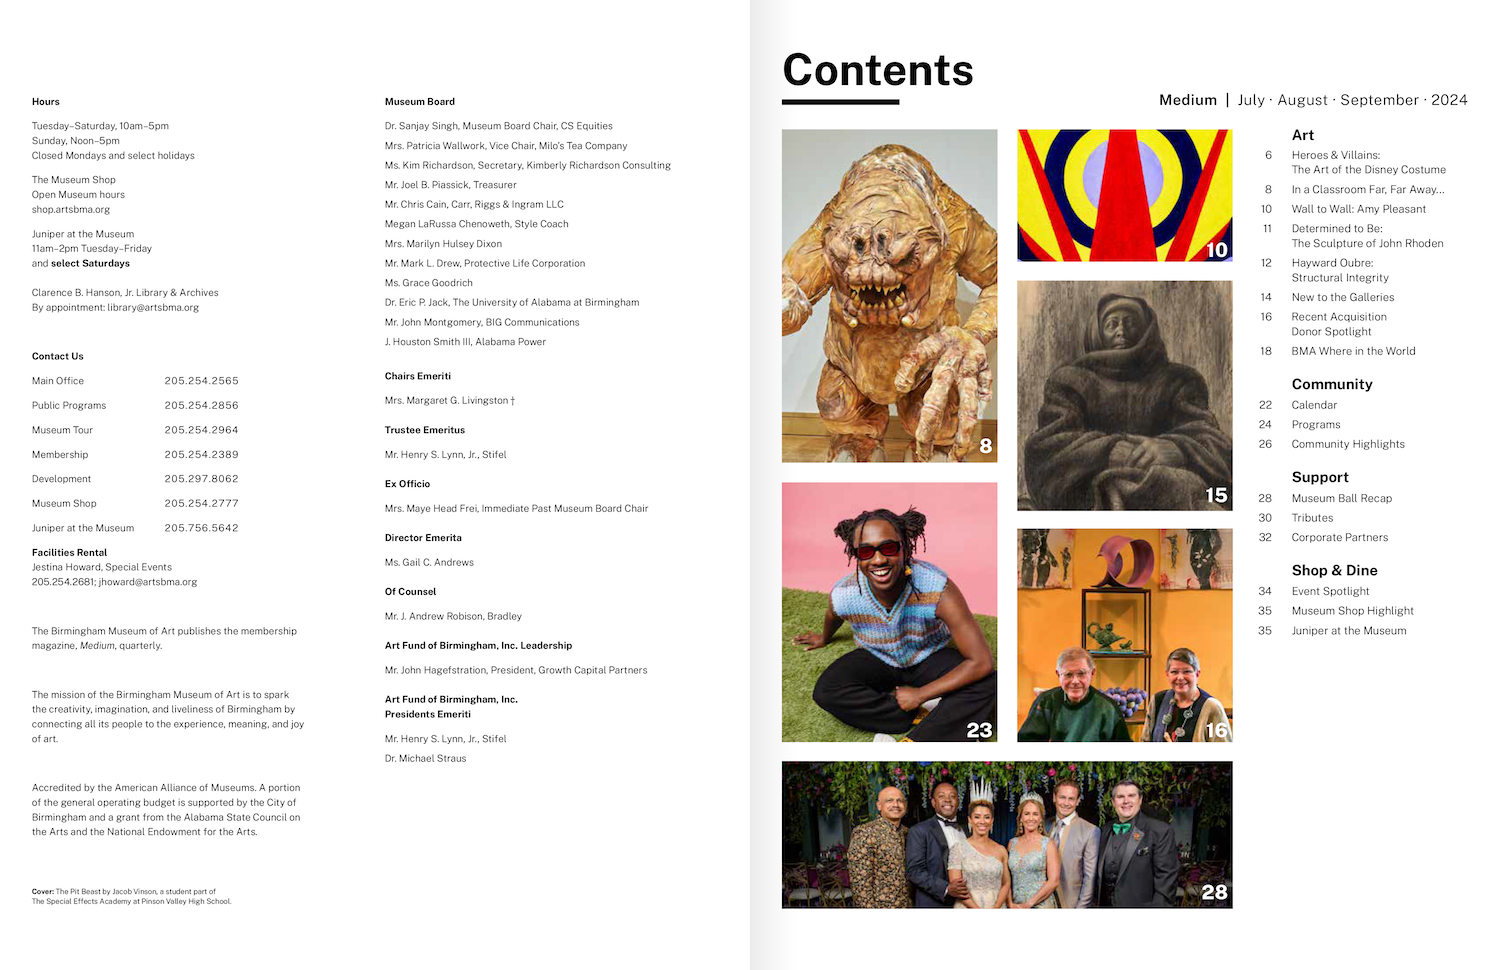 Hours
Tuesday–Saturday, 10am–5pm
Sunday, Noon–5pm
Closed Mondays and select holidays
The Museum Shop
Open Museum hours
shop.artsbma.org
Juniper at the Museum
11am–2pm Tuesday–Friday
and select Saturdays
Clarence B. Hanson, Jr. Library & Archives
By appointment: library@artsbma.org
Contact Us
Main Office 205.254.2565
Public Programs 205.254.2856
Museum Tour 205.254.2964
Membership 205.254.2389
Development 205.297.8062
Museum Shop 205.254.2777
Juniper at the Museum 205.756.5642
Facilities Rental
Jestina Howard, Special Events
205.254.2681; jhoward@artsbma.org
The Birmingham Museum of Art publishes the membership
magazine, Medium, quarterly.
The mission of the Birmingham Museum of Art is to spark
the creativity, imagination, and liveliness of Birmingham by
connecting all its people to the experience, meaning, and joy
of art.
Accredited by the American Alliance of Museums. A portion
of the general operating budget is supported by the City of
Birmingham and a grant from the Alabama State Council on
the Arts and the National Endowment for the Arts.
Cover: The Pit Beast by Jacob Vinson, a student part of
The Special Effects Academy at Pinson Valley High School.
Museum Board
Dr. Sanjay Singh, Museum Board Chair, CS Equities
Mrs. Patricia Wallwork, Vice Chair, Milo's Tea Company
Ms. Kim Richardson, Secretary, Kimberly Richardson Consulting
Mr. Joel B. Piassick, Treasurer
Mr. Chris Cain, Carr, Riggs & Ingram LLC
Megan LaRussa Chenoweth, Style Coach
Mrs. Marilyn Hulsey Dixon
Mr. Mark L. Drew, Protective Life Corporation
Ms. Grace Goodrich
Dr. Eric P. Jack, The University of Alabama at Birmingham
Mr. John Montgomery, BIG Communications
J. Houston Smith III, Alabama Power
Chairs Emeriti
Mrs. Margaret G. Livingston †
Trustee Emeritus
Mr. Henry S. Lynn, Jr., Stifel
Ex Officio
Mrs. Maye Head Frei, Immediate Past Museum Board Chair
Director Emerita
Ms. Gail C. Andrews
Of Counsel
Mr. J. Andrew Robison, Bradley
Art Fund of Birmingham, Inc. Leadership
Mr. John Hagefstration, President, Growth Capital Partners
Art Fund of Birmingham, Inc.
Presidents Emeriti
Mr. Henry S. Lynn, Jr., Stifel
Dr. Michael Straus
Contents
Medium | July · August · September · 2024
8
10
15
23
16
28
Art
6 Heroes & Villains:
The Art of the Disney Costume
8 In a Classroom Far, Far Away...
10 Wall to Wall: Amy Pleasant
11 Determined to Be:
The Sculpture of John Rhoden
12 Hayward Oubre:
Structural Integrity
14 New to the Galleries
16 Recent Acquisition
Donor Spotlight
18 BMA Where in the World
Community
22 Calendar
24 Programs
26 Community Highlights
Support
28 Museum Ball Recap
30 Tributes
32 Corporate Partners
Shop & Dine
34 Event Spotlight
35 Museum Shop Highlight
35 Juniper at the Museum